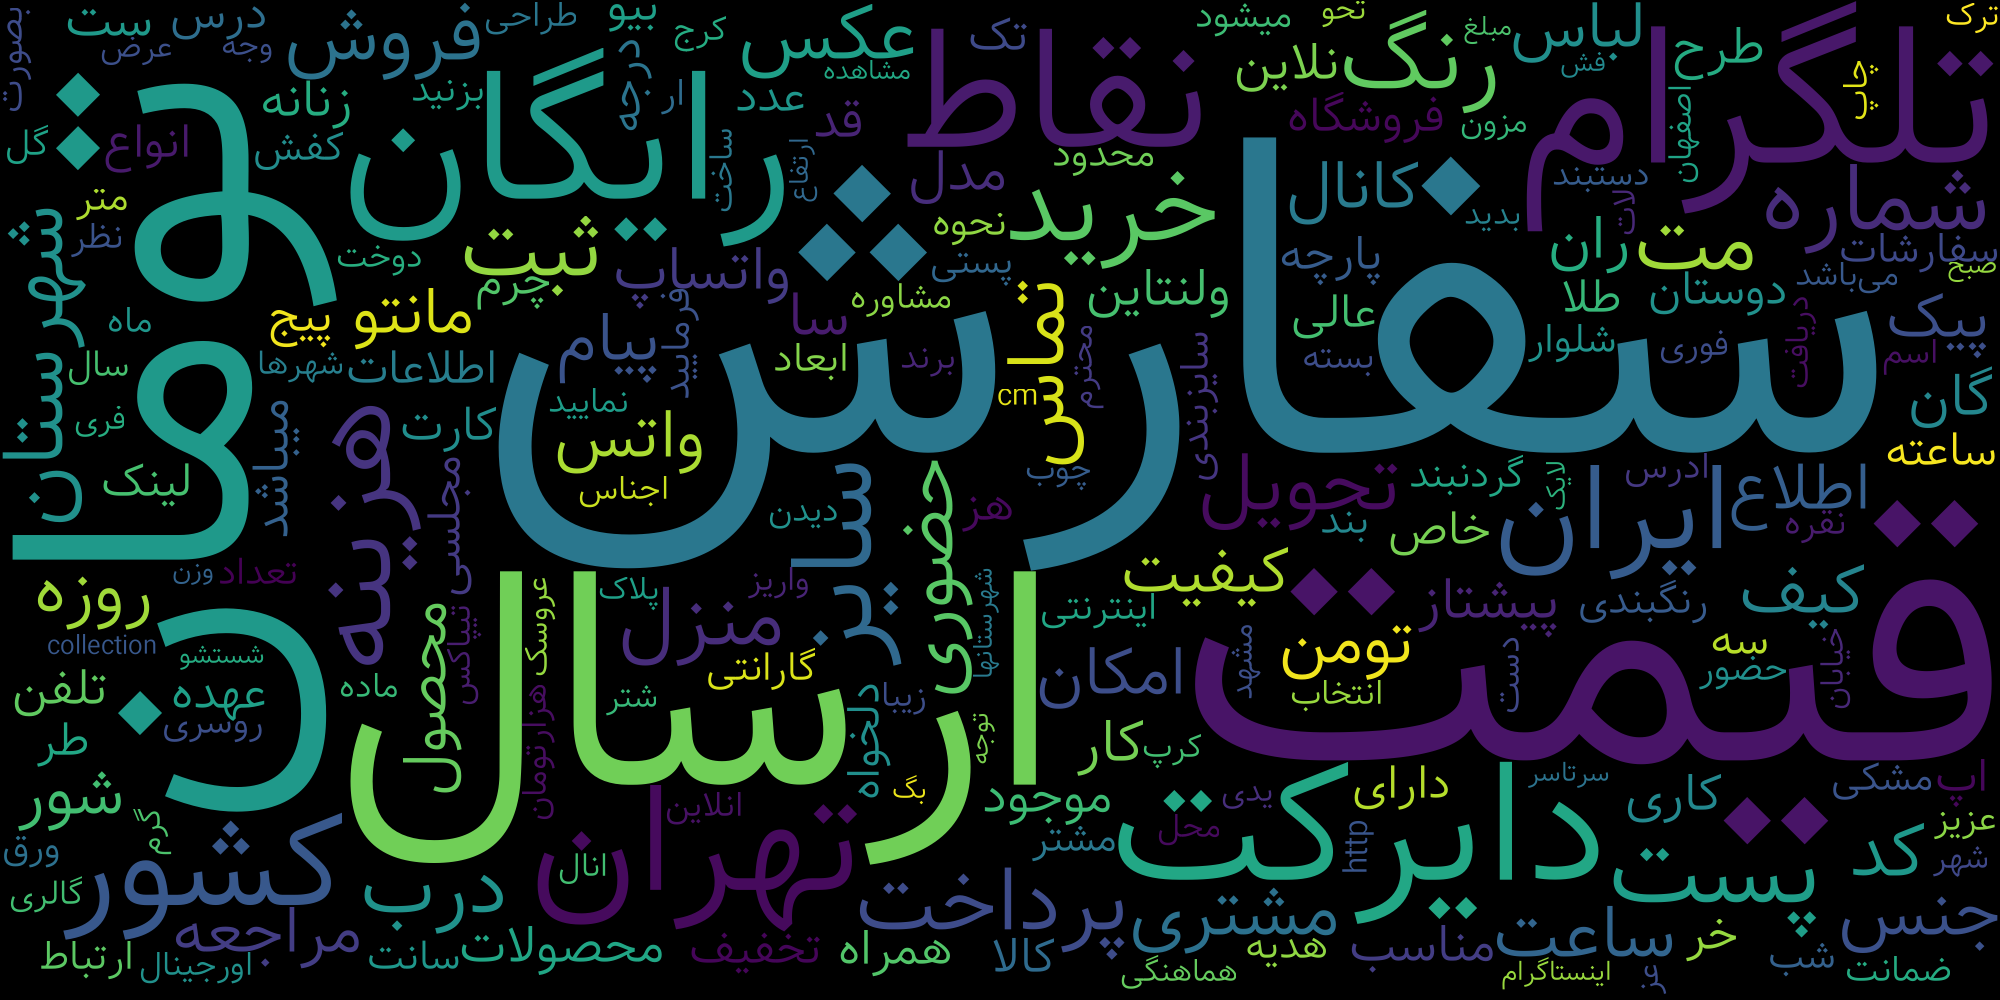 سفارش
قیمت
ارسال
تلگرام
نقاط
رایگان
دایرکت
تهران
کشور
هزینه
خرید
رنگ
عکس
فروش
ست
درس
وجه
عرض
بصورت
طراحی
بیو
کرج
درجه
مشاهده
تک
میشود
نحو
مبلغ
لباس
فش
طرح
ترک
چاپ
نلاین
فروشگاه
مزون
اصفهان
زنانه
بزنید
ار
عدد
قد
ساخت
ارتفاع
گل
انواع
کفش
متر
نظر
شهرستان
دوخت
ثبت
چرم
واتساپ
فرمایید
مدل
محدود
نحوه
پستی
مشاوره
کانال
دستبند
لات
بدید
شماره
سفارشات
صبح
می‌باشد
ران
مت
پارچه
ولنتاین
طلا
دوستان
عالی
بسته
شلوار
فوری
دریافت
پیک
اسم
ماه
پیج
مانتو
پیام
سا
ابعاد
برند
تماس
محترم
cm
سایزبندی
سال
شهرها
اطلاعات
نمایید
فری
میباشد
کارت
واتس
اجناس
لینک
مجلسی
گان
ساعته
چوب
تحویل
گردنبند
لایک
ادرس
اطلاع
سایز
دیدن
حضوری
هز
بند
خاص
ایران
نقره
روزه
وزن
تعداد
عروسک
پلاک
واریز
منزل
شهرستانها
اینترنتی
کیفیت
پیشتاز
رنگبندی
کیف
collection
شستشو
عهده
روسری
تلفن
طر
ماده
محصول
تیپاکس
هزارتومان
گارانتی
شتر
دلخواه
زیبا
توجه
امکان
مشهد
تومن
انتخاب
دست
سه
حضور
خیابان
شور
گرم
کار
کرپ
انلاین
بگ
موجود
یدی
دارای
سرتاسر
کاری
مشکی
اپ
ورق
گالری
انال
مشتر
محل
http
پست
کد
عزیز
شهر
درب
پرداخت
مشتری
جنس
ارتباط
اورجینال
مراجعه
سانت
محصولات
تخفیف
همراه
کالا
هماهنگی
هدیه
مناسب
ساعت
اینستاگرام
عز
خر
شب
ضمانت